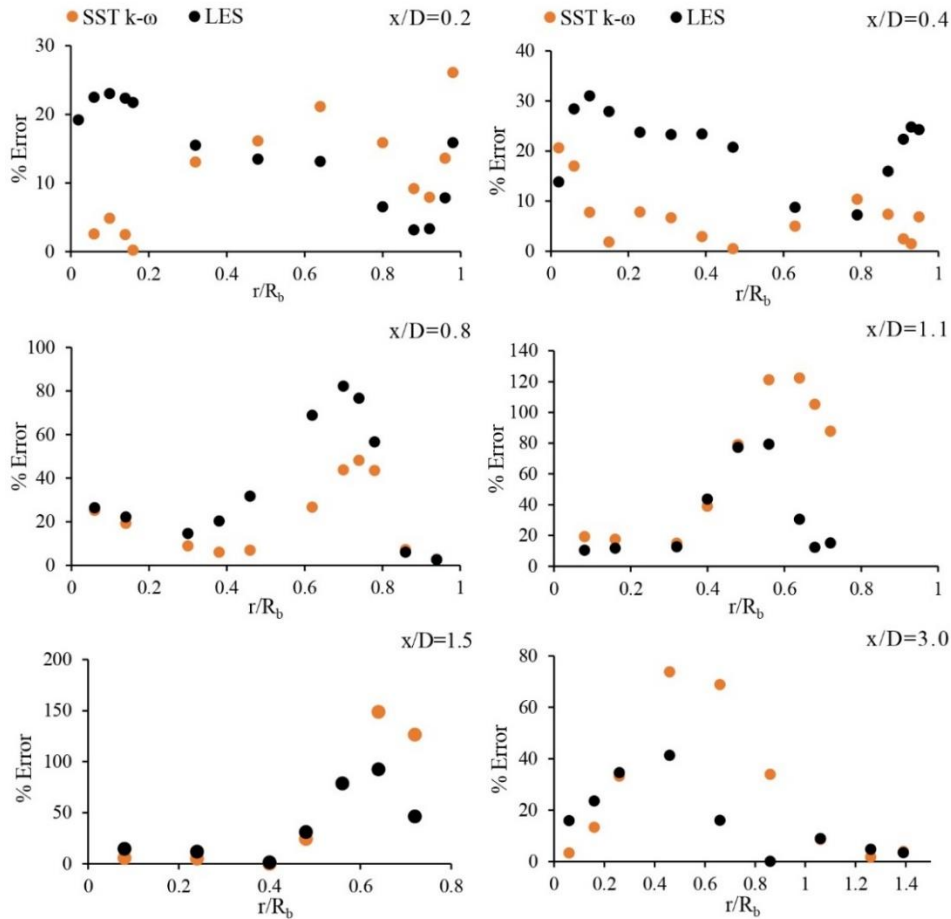 SST k-ω LES x/D=0.2
% Error
30
20
10
0
0 0.2 0.4 0.6 0.8 1
r/R_b
SST k-ω LES x/D=0.4
% Error
40
30
20
10
0
0 0.2 0.4 0.6 0.8 1
r/R_b
x/D=0.8
% Error
100
80
60
40
20
0
0 0.2 0.4 0.6 0.8 1
r/R_b
x/D=1.1
% Error
140
120
100
80
60
40
20
0
0 0.2 0.4 0.6 0.8 1
r/R_b
x/D=1.5
% Error
200
150
100
50
0
0 0.2 0.4 0.6 0.8
r/R_b
x/D=3.0
% Error
80
60
40
20
0
0 0.2 0.4 0.6 0.8 1 1.2 1.4
r/R_b